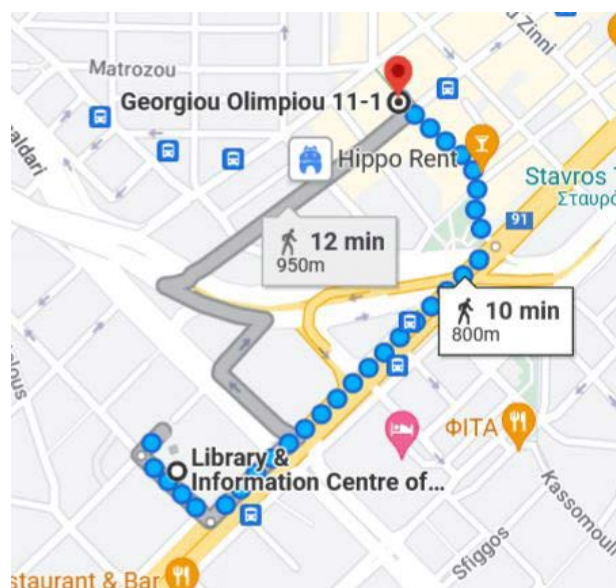 Zinni
Matrozou
Georgiou Olimpiou 11-1
Hippo Rent
Stavros
Σταυρό
91
12 min
950m
10 min
800m
ΦΙΤΑ
Library &
Information Centre of...
Kassomouli
Sfiggos
staurant & Bar